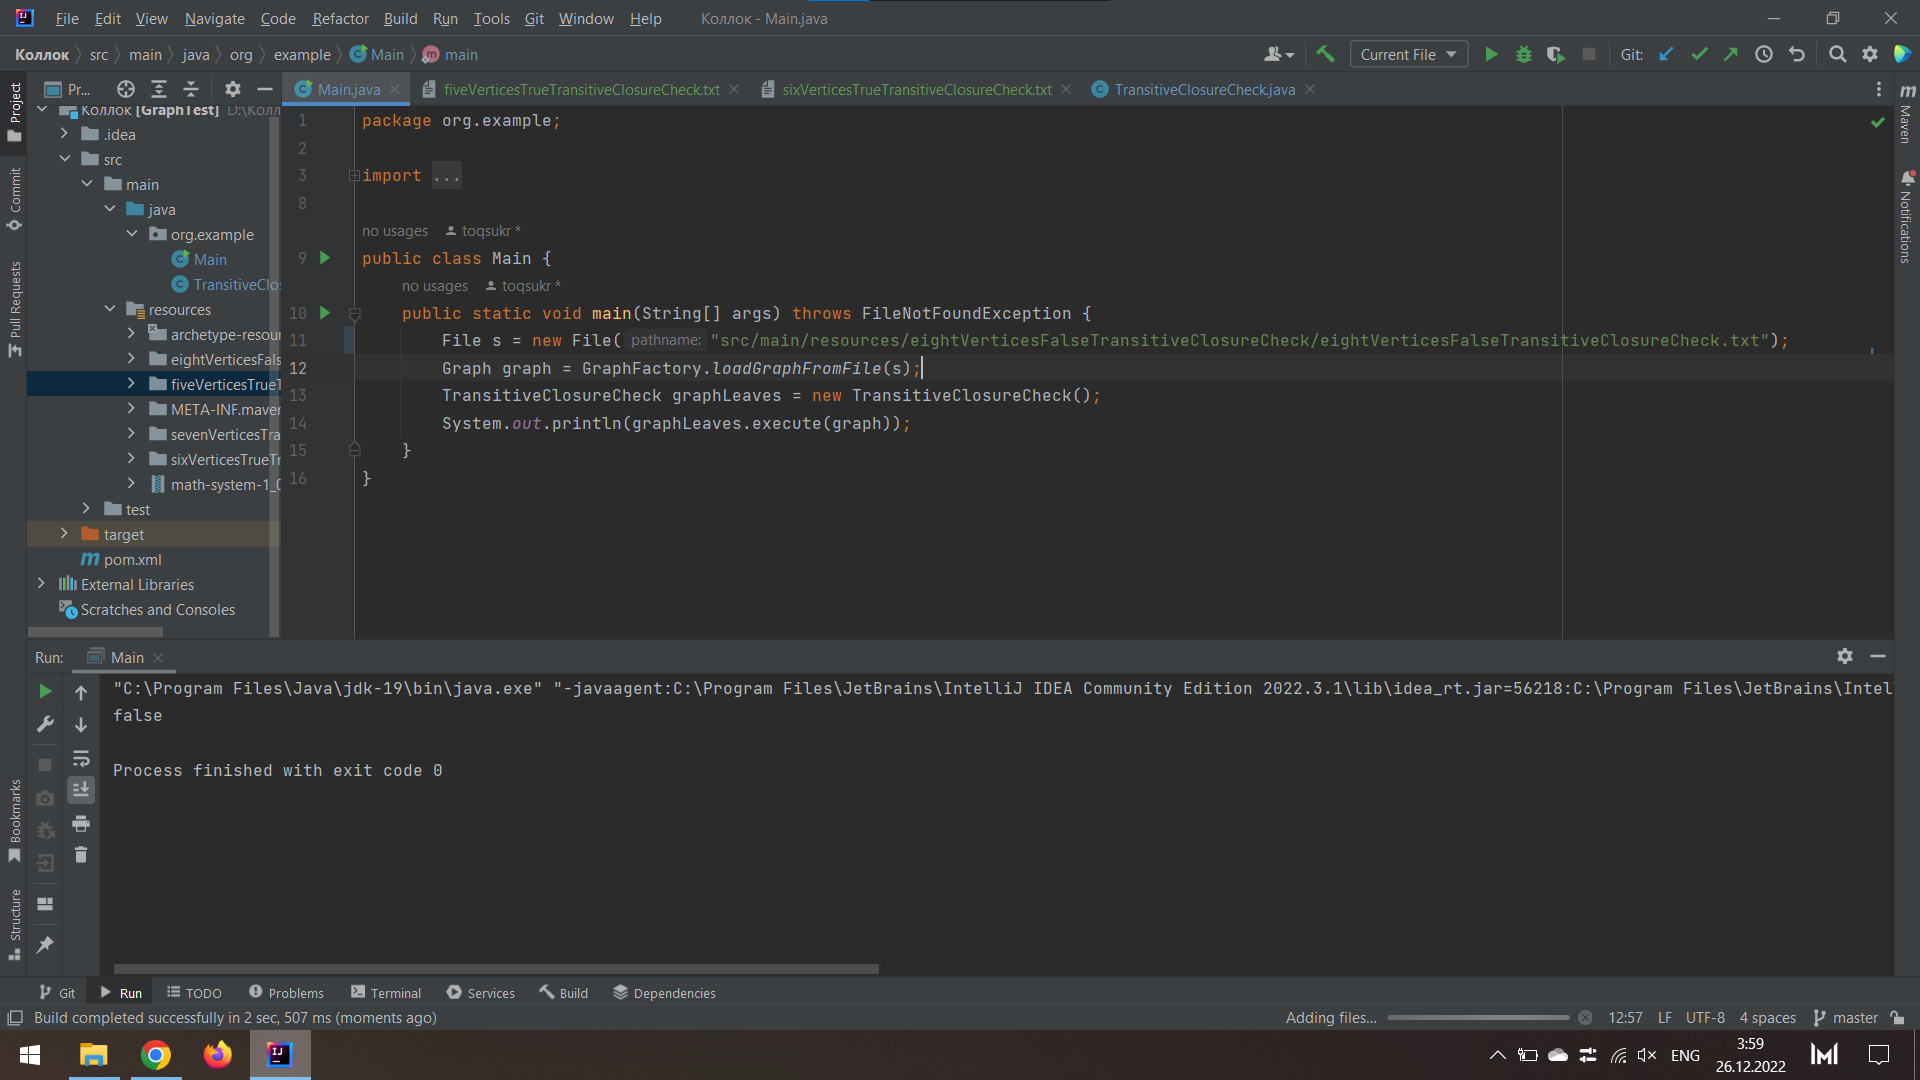 File Edit View Navigate Code Refactor Build Run Tools Git Window Help Коллок - Main.java
Коллок src main java org example Main main
Current File Git:
Pr...
Main.java fiveVerticesTrueTransitiveClosureCheck.txt sixVerticesTrueTransitiveClosureCheck.txt TransitiveClosureCheck.java
Project
Commit
Pull Requests
Bookmarks
Structure
Коллок [GraphTest] D:\Колл
.idea
src
main
java
org.example
Main
TransitiveClos
resources
archetype-resour
eightVerticesFals
fiveVerticesTrueT
META-INF.maven
sevenVerticesTra
sixVerticesTrueTr
math-system-1_0
test
target
pom.xml
External Libraries
Scratches and Consoles
1 package org.example;
2
3 import ...
8
no usages toqsukr *
9 public class Main {
no usages toqsukr *
10 public static void main(String[] args) throws FileNotFoundException {
11 File s = new File( pathname: "src/main/resources/eightVerticesFalseTransitiveClosureCheck/eightVerticesFalseTransitiveClosureCheck.txt");
12 Graph graph = GraphFactory.loadGraphFromFile(s);
13 TransitiveClosureCheck graphLeaves = new TransitiveClosureCheck();
14 System.out.println(graphLeaves.execute(graph));
15 }
16 }
Maven
Notifications
Run: Main
"C:\Program Files\Java\jdk-19\bin\java.exe" "-javaagent:C:\Program Files\JetBrains\IntelliJ IDEA Community Edition 2022.3.1\lib\idea_rt.jar=56218:C:\Program Files\JetBrains\Intel
false
Process finished with exit code 0
Git Run TODO Problems Terminal Services Build Dependencies
Build completed successfully in 2 sec, 507 ms (moments ago) Adding files... 12:57 LF UTF-8 4 spaces master
ENG 3:59
26.12.2022